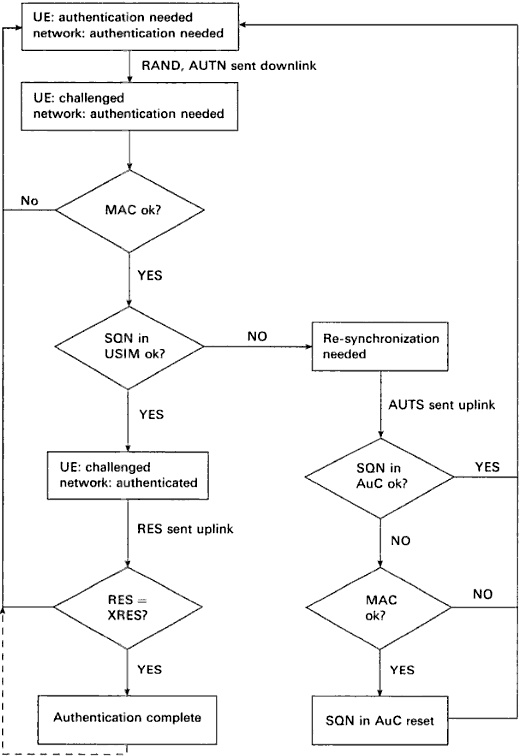 UE: authentication needed
network: authentication needed
RAND, AUTN sent downlink
UE: challenged
network: authentication needed
No
MAC ok?
YES
SQN in
USIM ok?
NO
Re-synchronization
needed
YES
AUTS sent uplink
UE: challenged
network: authenticated
SQN in
AuC ok?
YES
RES sent uplink
NO
RES =
XRES?
MAC
ok?
NO
YES
YES
Authentication complete
SQN in AuC reset